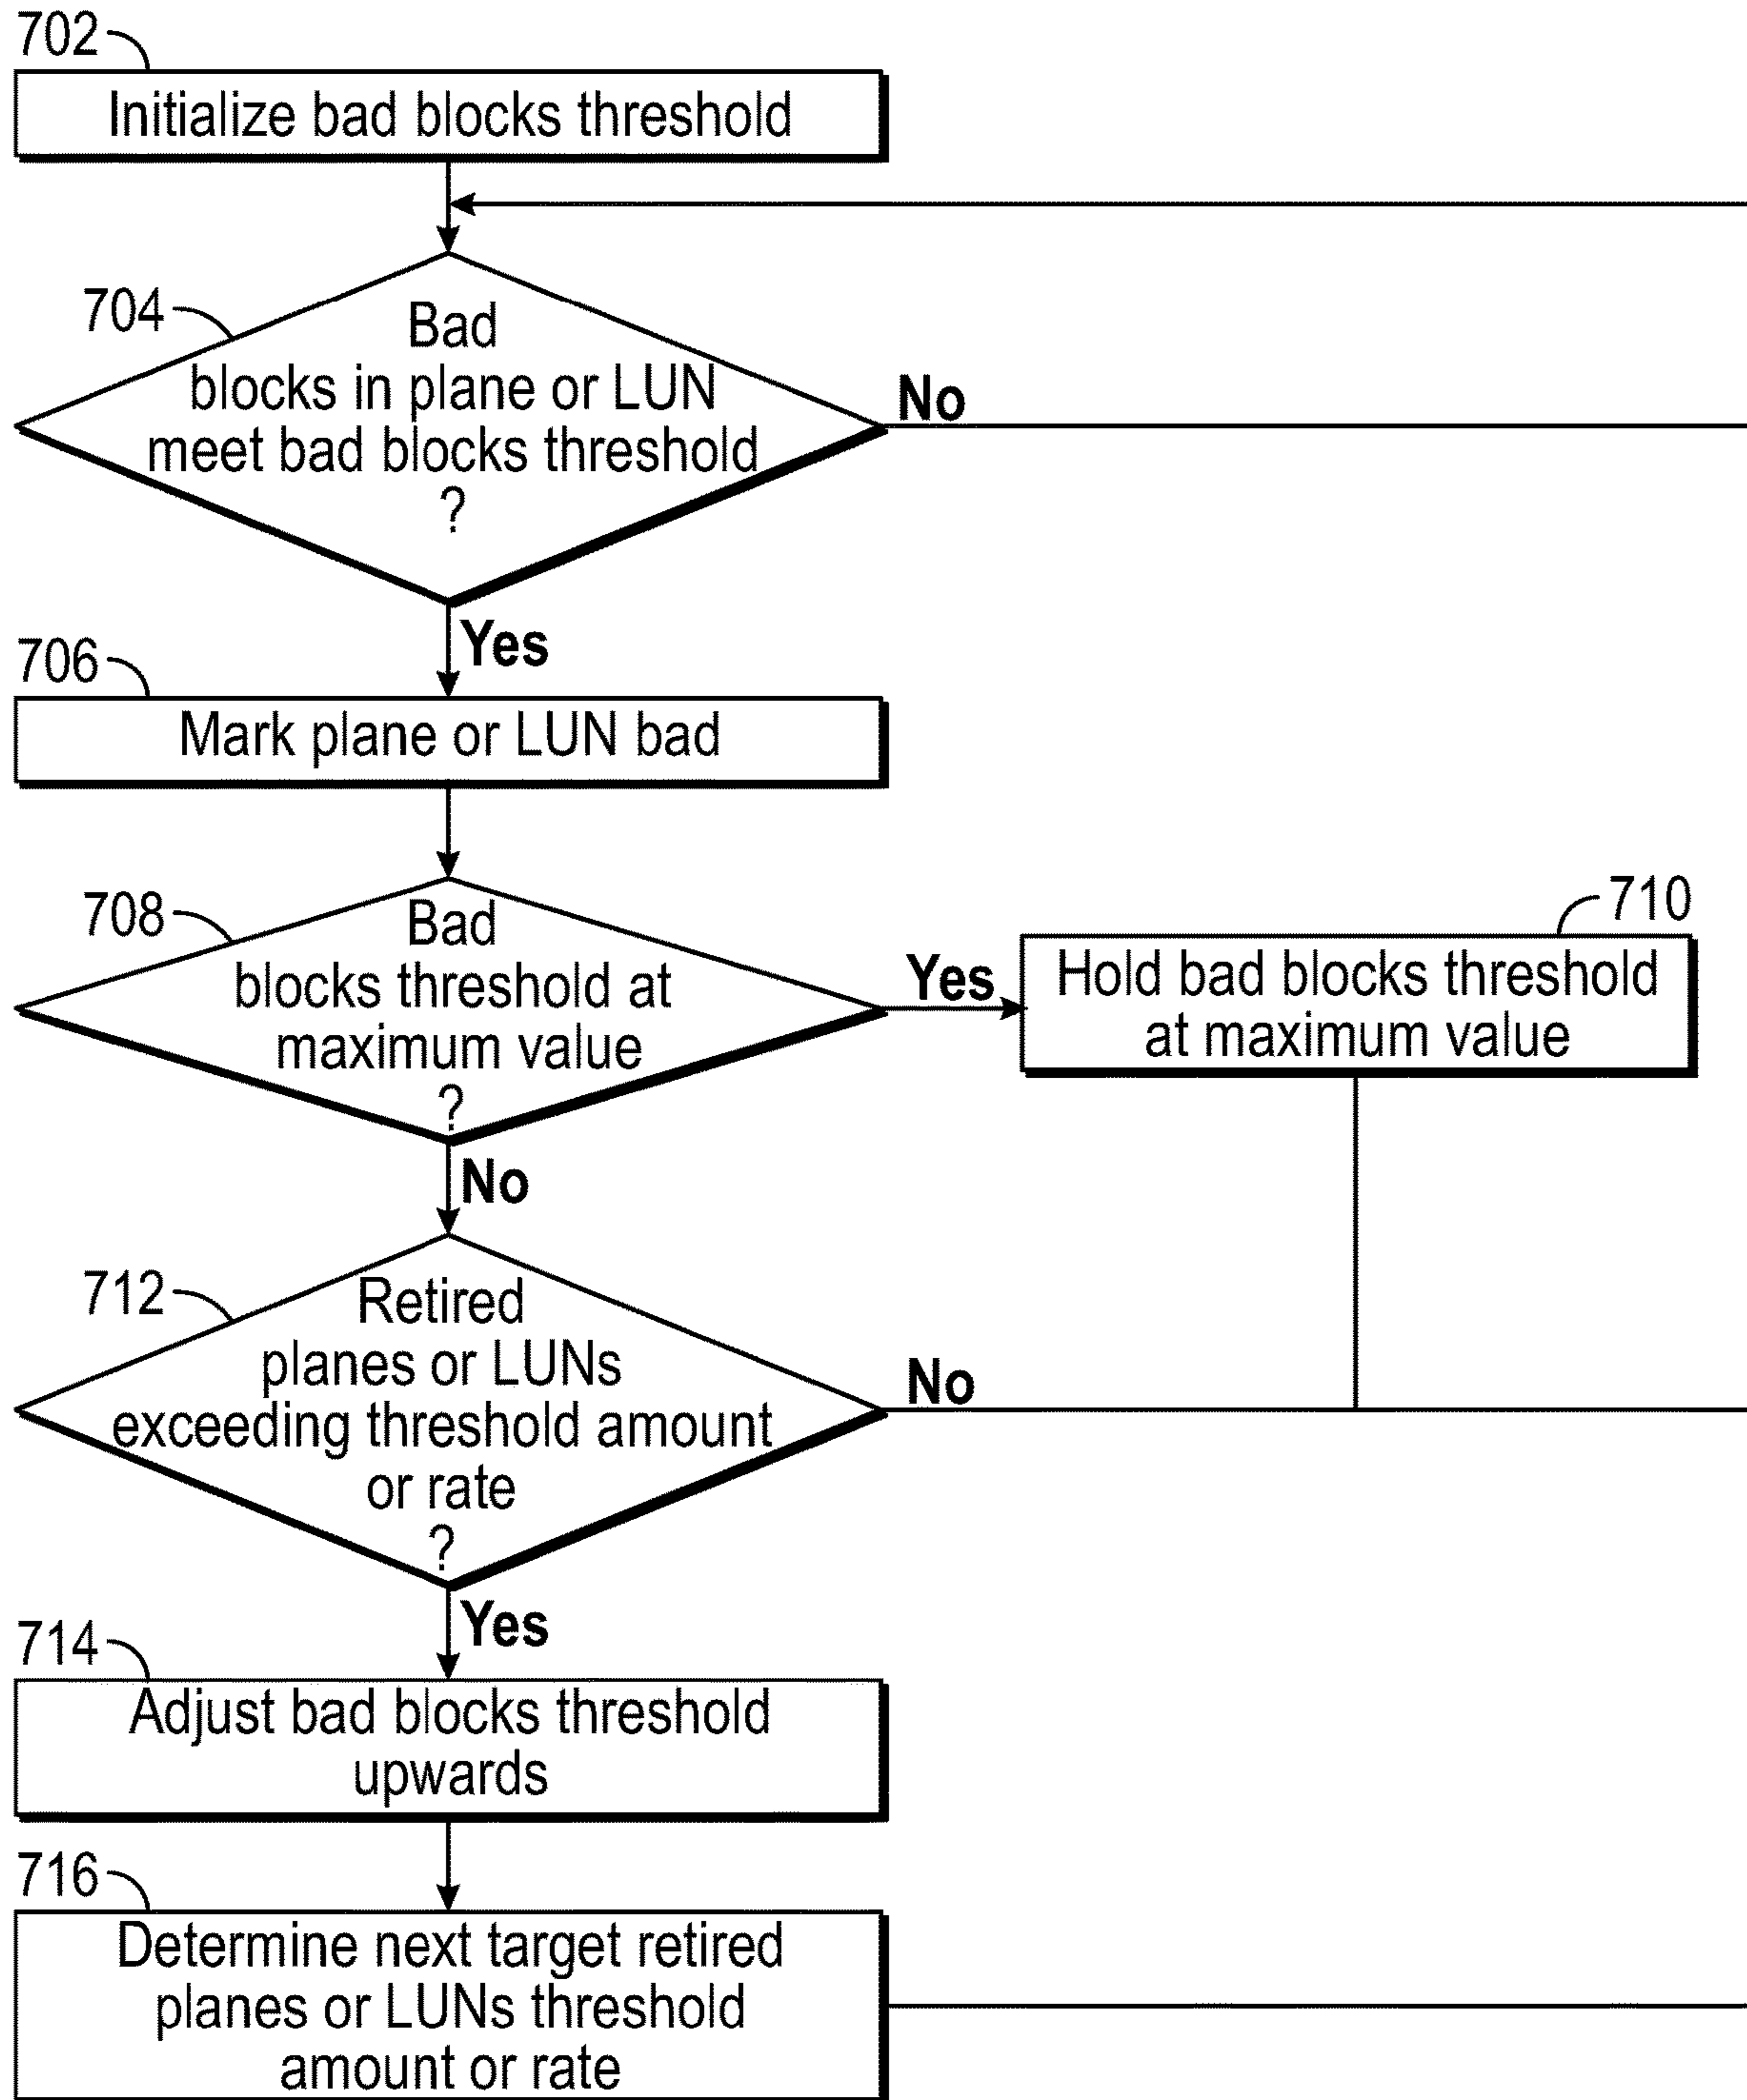 702
Initialize bad blocks threshold
704
Bad
blocks in plane or LUN
meet bad blocks threshold
?
No
Yes
706
Mark plane or LUN bad
708
Bad
blocks threshold at
maximum value
?
Yes
710
Hold bad blocks threshold
at maximum value
No
712
Retired
planes or LUNs
exceeding threshold amount
or rate
?
No
Yes
714
Adjust bad blocks threshold
upwards
716
Determine next target retired
planes or LUNs threshold
amount or rate